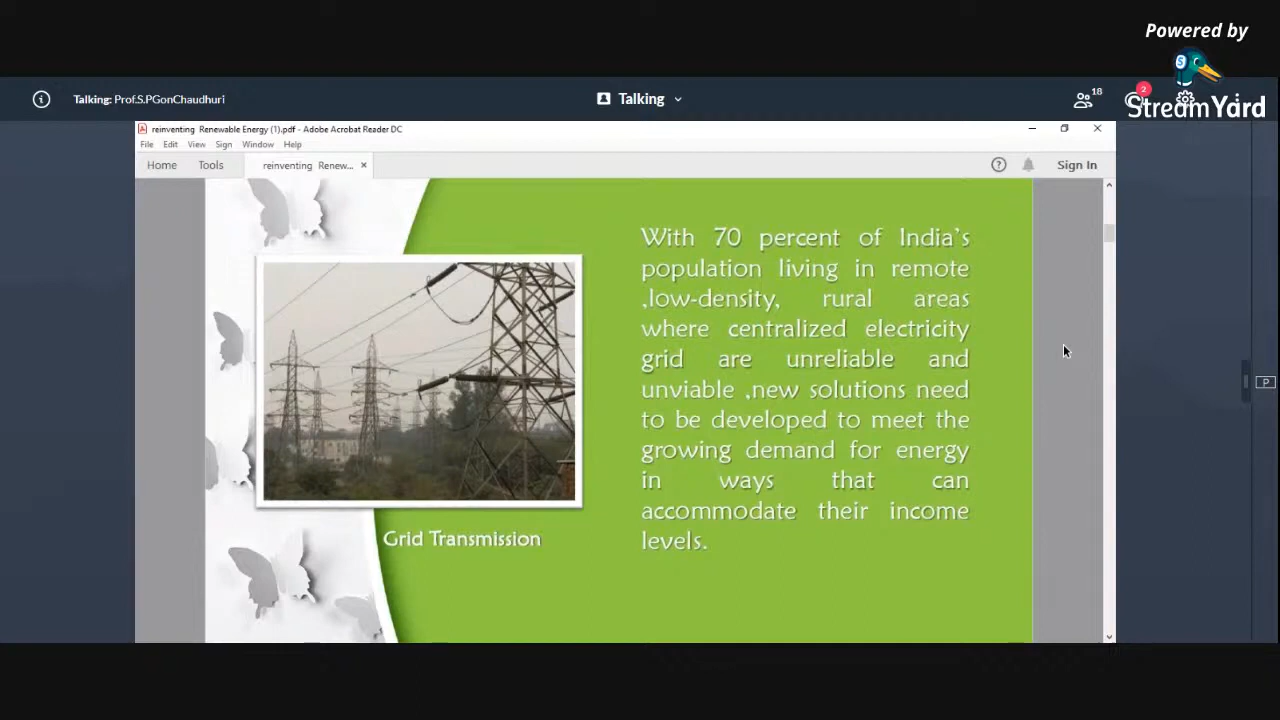 Powered by
StreamYard
Talking: Prof.S.PGonChaudhuri
Talking
18
2
reinventing Renewable Energy (1).pdf - Adobe Acrobat Reader DC
File Edit View Sign Window Help
Home Tools reinventing Renew... Sign In
With 70 percent of India's
population living in remote
,low-density, rural areas
where centralized electricity
grid are unreliable and
unviable ,new solutions need
to be developed to meet the
growing demand for energy
in ways that can
accommodate their income
levels.
Grid Transmission
P